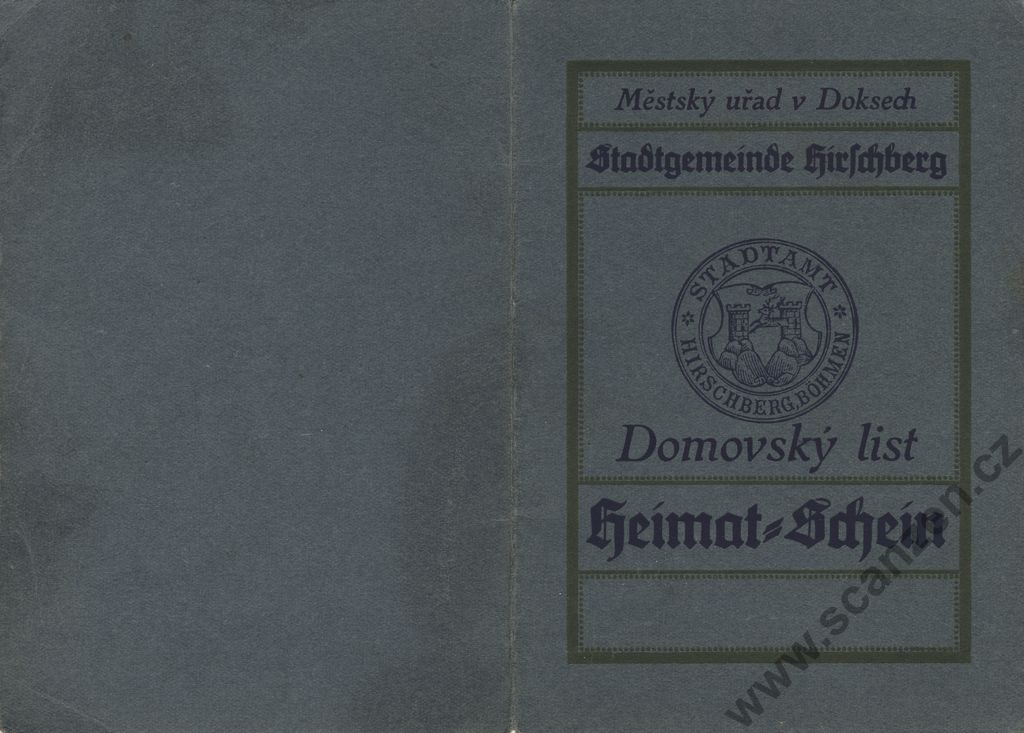 Městský uřad v Doksech
Stadtgemeinde Hirschberg
STADTAMT
HIRSCHBERG, BÖHMEN
Domovský list
Heimat=Schein
www.scanzen.cz